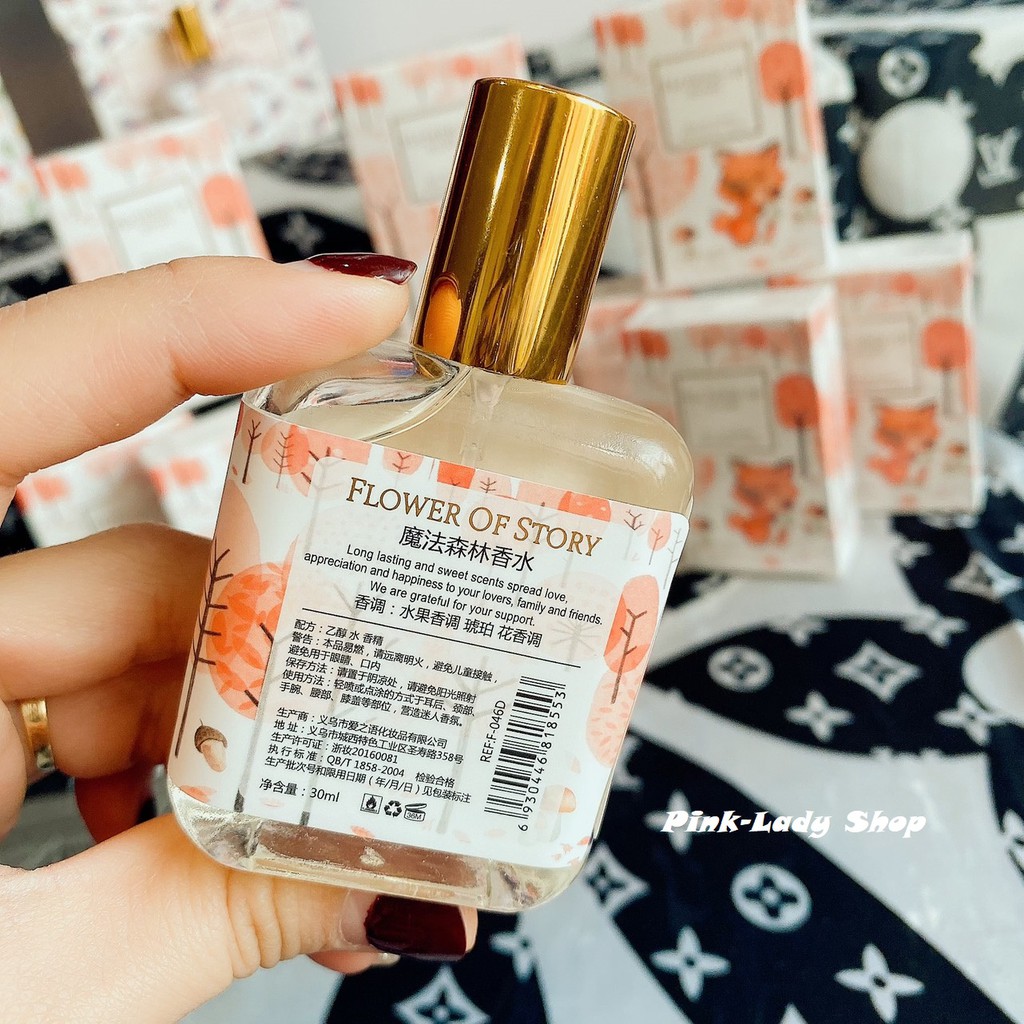 FLOWER OF STORY
魔法森林香水
Long lasting and sweet scents spread love,
appreciation and happiness to your lovers, family and friends.
We are grateful for your support.
香调：水果香调 琥珀 花香调
配方：乙醇 水 香精
警告：本品易燃，请远离明火，避免儿童接触，
避免用于眼睛、口内
保存方法：请置于阴凉处，请避免阳光照射
使用方法：轻喷或点涂的方式于耳后、颈部、
手腕、腰部、膝盖等部位，营造迷人香氛。
生产商：义乌市爱之语化妆品有限公司
地 址：义乌市城西特色工业区圣寿路358号
生产许可证：浙妆20160081
执 行 标 准：QB/T 1858-2004 检验合格
生产批次号和限用日期（年/月/日）见包装标注
净含量：30ml
36M
REF:F-046D
6 930446 818553
Pink-Lady Shop